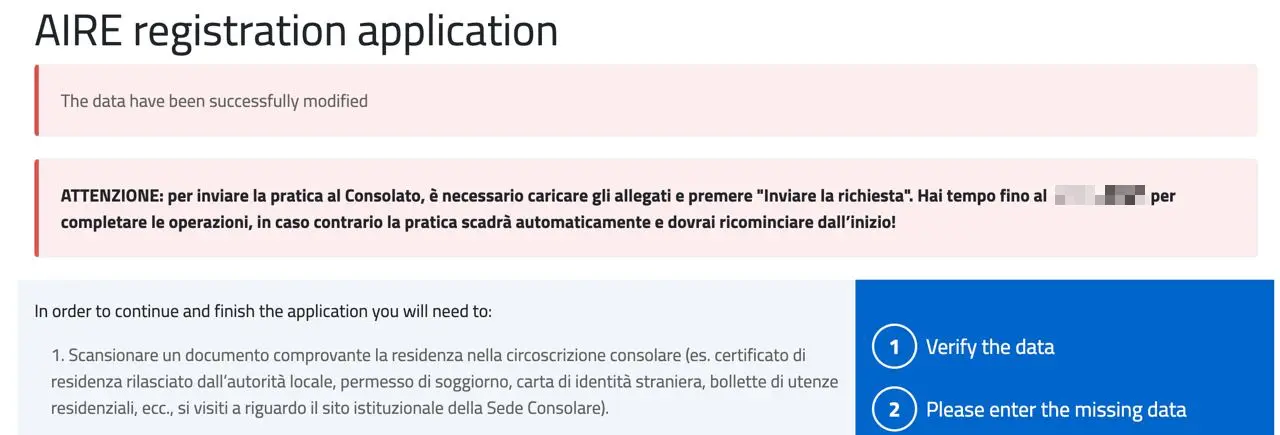 AIRE registration application
The data have been successfully modified
ATTENZIONE: per inviare la pratica al Consolato, è necessario caricare gli allegati e premere "Inviare la richiesta". Hai tempo fino al per
completare le operazioni, in caso contrario la pratica scadrà automaticamente e dovrai ricominciare dall’inizio!
In order to continue and finish the application you will need to:
1. Scansionare un documento comprovante la residenza nella circoscrizione consolare (es. certificato di
residenza rilasciato dall’autorità locale, permesso di soggiorno, carta di identità straniera, bollette di utenze
residenziali, ecc., si visiti a riguardo il sito istituzionale della Sede Consolare).
1 Verify the data
2 Please enter the missing data